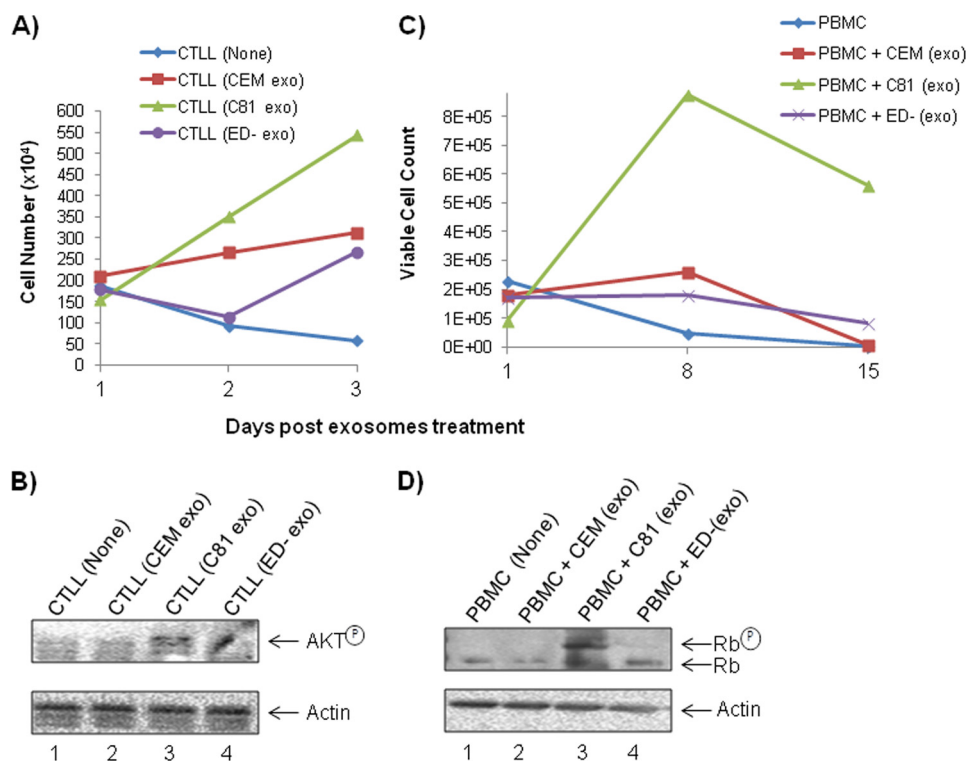 A)
CTLL (None)
CTLL (CEM exo)
CTLL (C81 exo)
CTLL (ED- exo)
Cell Number (x10⁴)
600
550
500
450
400
350
300
250
200
150
100
50
0
1 2 3
C)
PBMC
PBMC + CEM (exo)
PBMC + C81 (exo)
PBMC + ED- (exo)
Viable Cell Count
8E+05
7E+05
6E+05
5E+05
4E+05
3E+05
2E+05
1E+05
0E+00
1 8 15
Days post exosomes treatment
B)
CTLL (None)
CTLL (CEM exo)
CTLL (C81 exo)
CTLL (ED- exo)
AKT Ⓟ
Actin
1 2 3 4
D)
PBMC (None)
PBMC + CEM (exo)
PBMC + C81 (exo)
PBMC + ED-(exo)
Rb Ⓟ
Rb
Actin
1 2 3 4